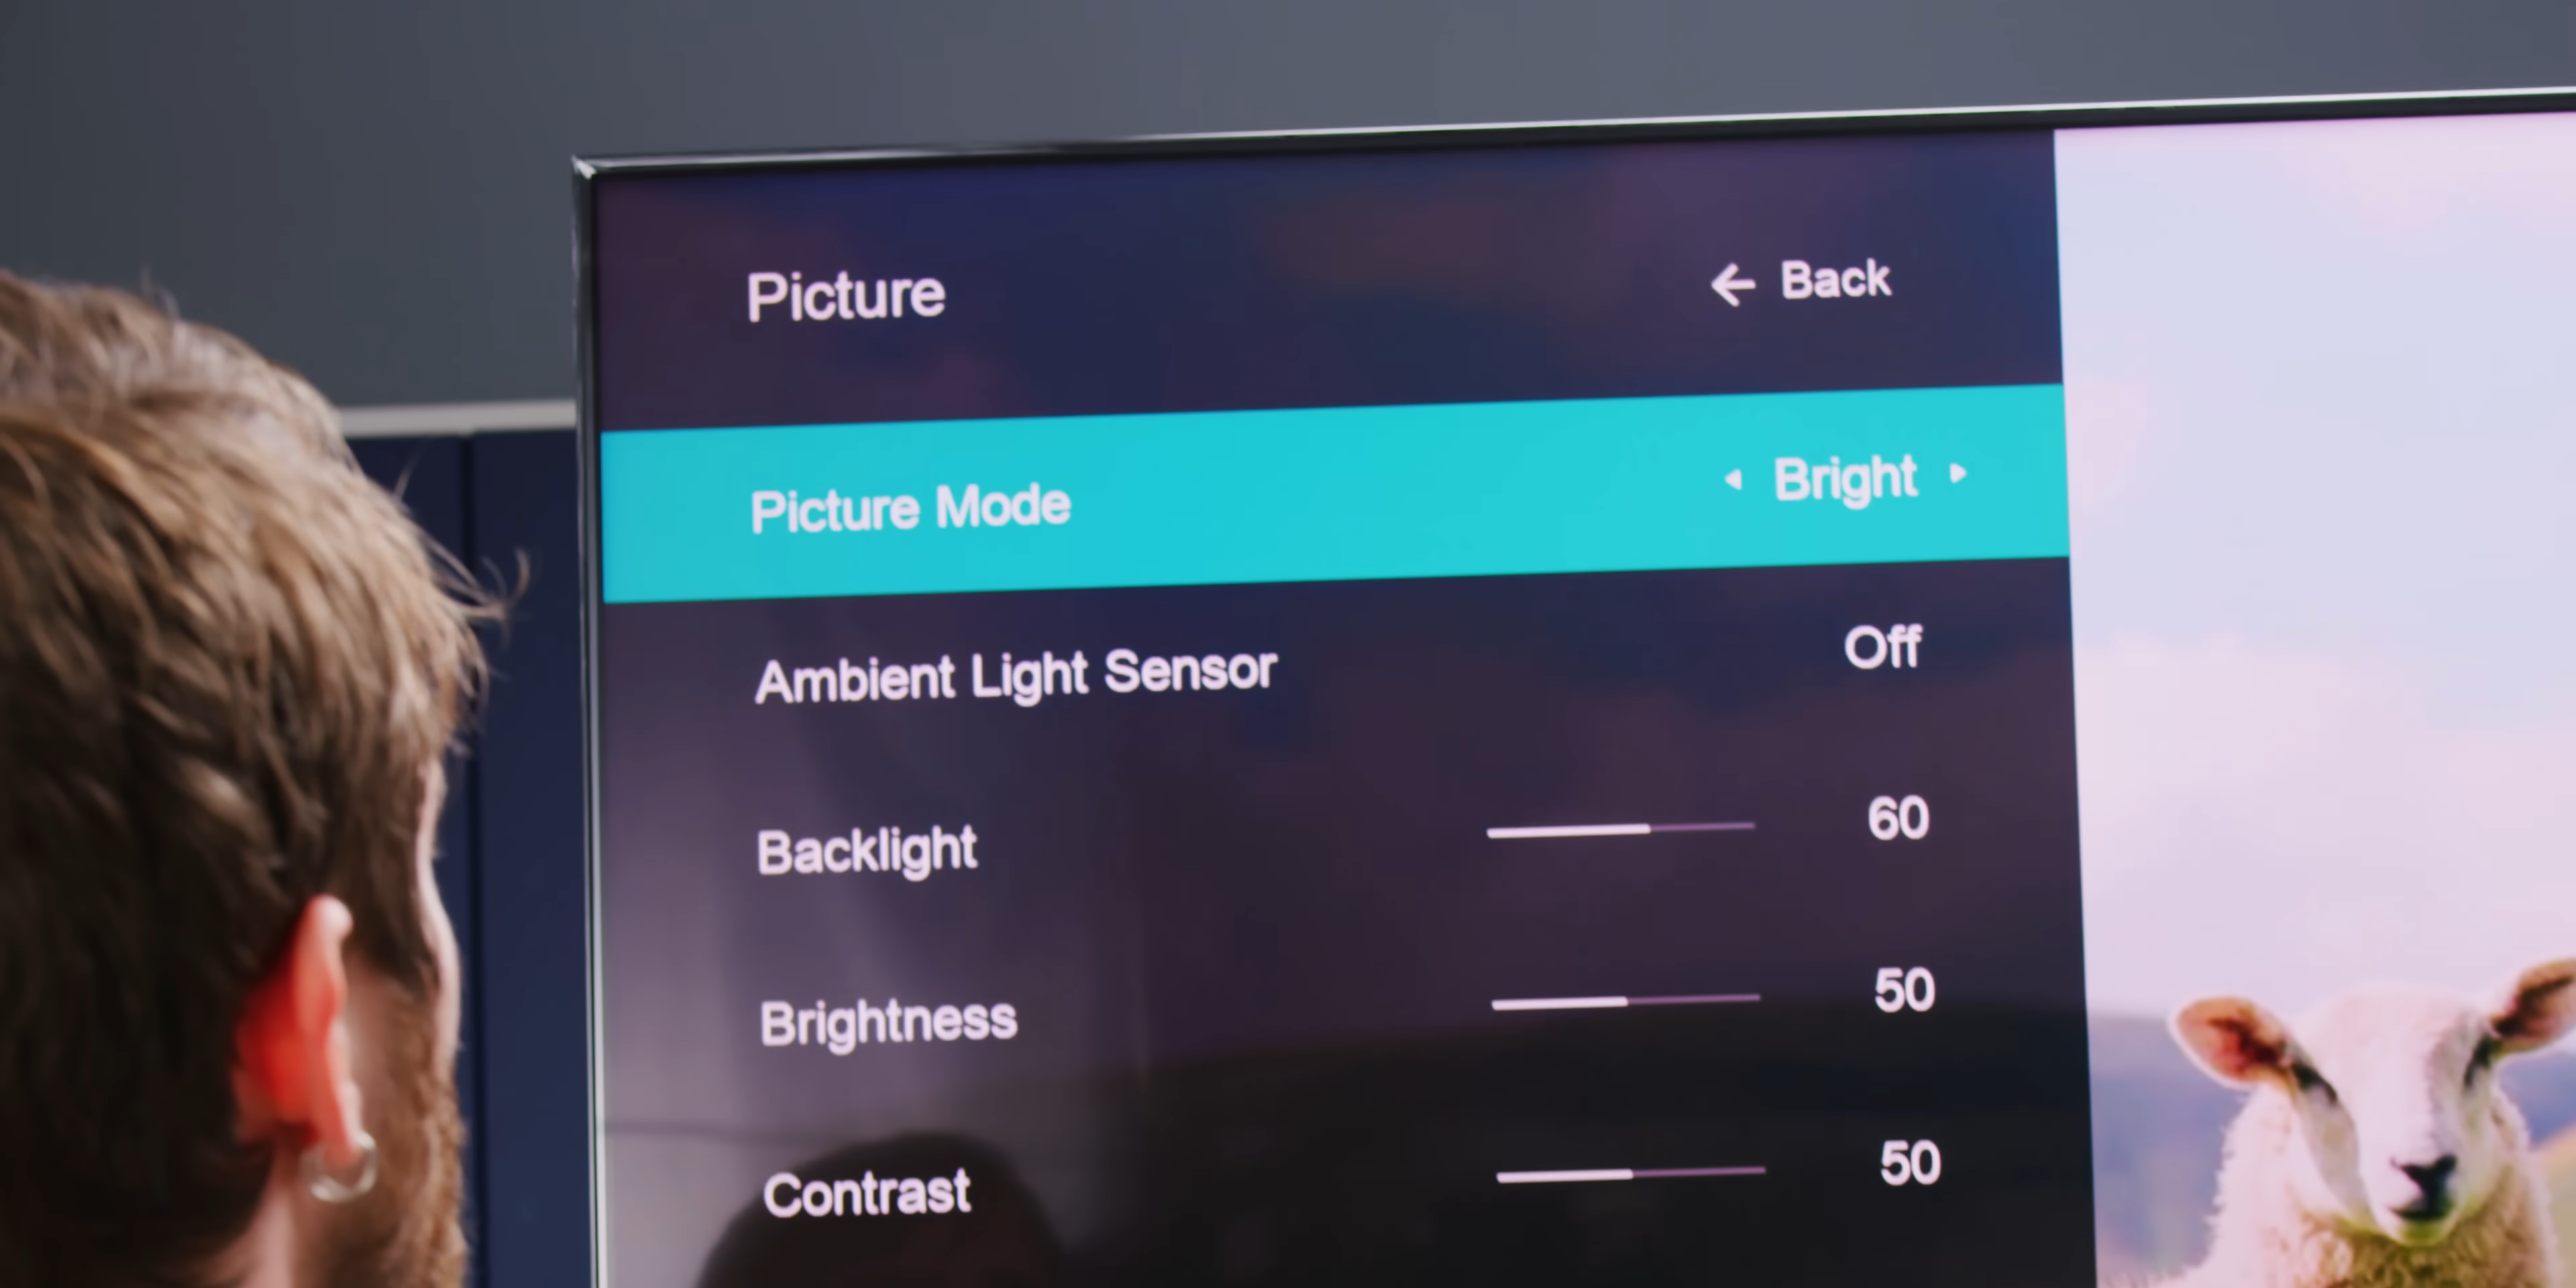 Picture
← Back
Picture Mode ◂ Bright ▸
Ambient Light Sensor Off
Backlight 60
Brightness 50
Contrast 50